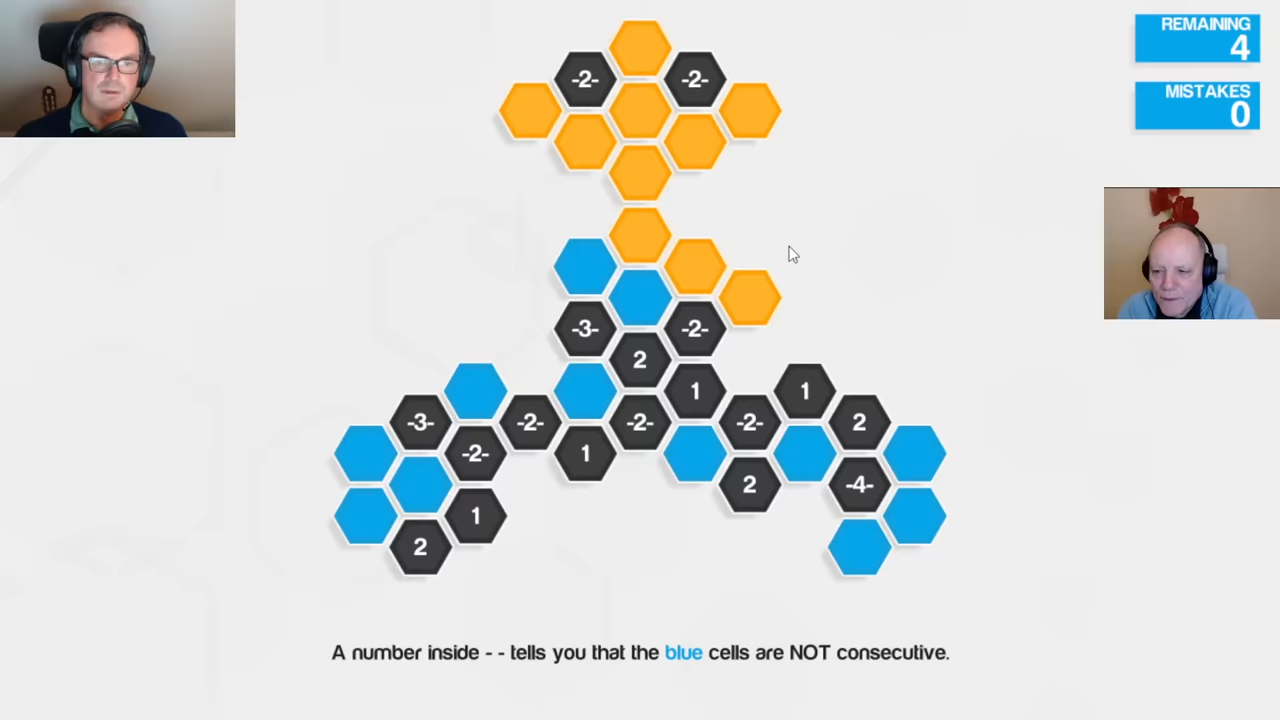 REMAINING
4
MISTAKES
0
-2- -2-
-3- -2-
2
1 1
-3- -2- -2- -2- 2
-2- 1
2 -4-
1
2
A number inside - - tells you that the blue cells are NOT consecutive.